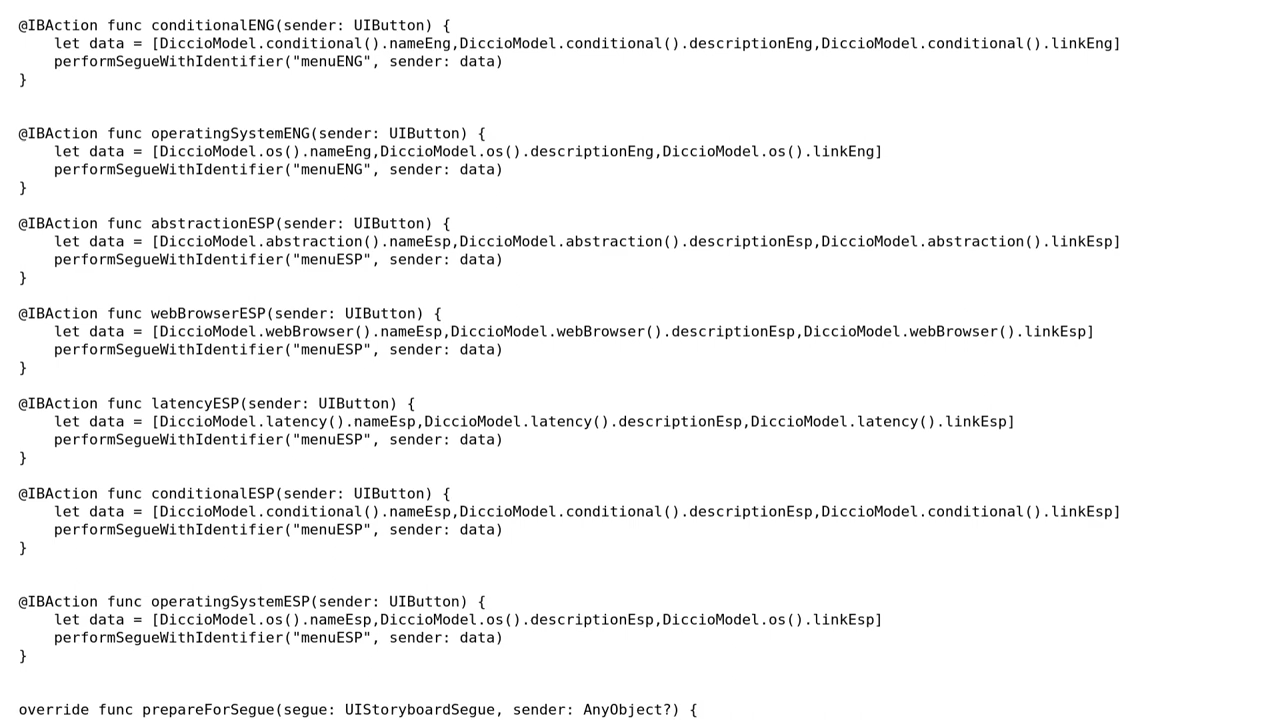 @IBAction func conditionalENG(sender: UIButton) {
    let data = [DiccioModel.conditional().nameEng,DiccioModel.conditional().descriptionEng,DiccioModel.conditional().linkEng]
    performSegueWithIdentifier("menuENG", sender: data)
}
@IBAction func operatingSystemENG(sender: UIButton) {
    let data = [DiccioModel.os().nameEng,DiccioModel.os().descriptionEng,DiccioModel.os().linkEng]
    performSegueWithIdentifier("menuENG", sender: data)
}
@IBAction func abstractionESP(sender: UIButton) {
    let data = [DiccioModel.abstraction().nameEsp,DiccioModel.abstraction().descriptionEsp,DiccioModel.abstraction().linkEsp]
    performSegueWithIdentifier("menuESP", sender: data)
}
@IBAction func webBrowserESP(sender: UIButton) {
    let data = [DiccioModel.webBrowser().nameEsp,DiccioModel.webBrowser().descriptionEsp,DiccioModel.webBrowser().linkEsp]
    performSegueWithIdentifier("menuESP", sender: data)
}
@IBAction func latencyESP(sender: UIButton) {
    let data = [DiccioModel.latency().nameEsp,DiccioModel.latency().descriptionEsp,DiccioModel.latency().linkEsp]
    performSegueWithIdentifier("menuESP", sender: data)
}
@IBAction func conditionalESP(sender: UIButton) {
    let data = [DiccioModel.conditional().nameEsp,DiccioModel.conditional().descriptionEsp,DiccioModel.conditional().linkEsp]
    performSegueWithIdentifier("menuESP", sender: data)
}
@IBAction func operatingSystemESP(sender: UIButton) {
    let data = [DiccioModel.os().nameEsp,DiccioModel.os().descriptionEsp,DiccioModel.os().linkEsp]
    performSegueWithIdentifier("menuESP", sender: data)
}
override func prepareForSegue(segue: UIStoryboardSegue, sender: AnyObject?) {